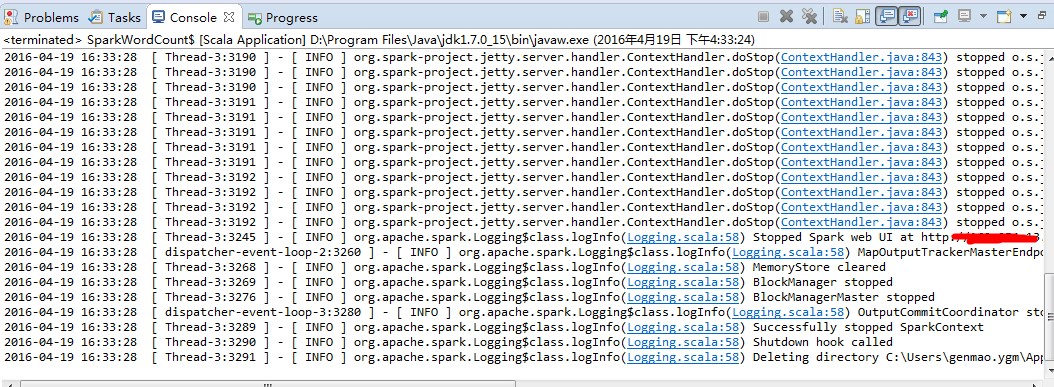 Problems Tasks Console Progress
<terminated> SparkWordCount$ [Scala Application] D:\Program Files\Java\jdk1.7.0_15\bin\javaw.exe (2016年4月19日 下午4:33:24)
2016-04-19 16:33:28 [ Thread-3:3190 ] - [ INFO ] org.spark-project.jetty.server.handler.ContextHandler.doStop(ContextHandler.java:843) stopped o.s.j
2016-04-19 16:33:28 [ Thread-3:3190 ] - [ INFO ] org.spark-project.jetty.server.handler.ContextHandler.doStop(ContextHandler.java:843) stopped o.s.j
2016-04-19 16:33:28 [ Thread-3:3190 ] - [ INFO ] org.spark-project.jetty.server.handler.ContextHandler.doStop(ContextHandler.java:843) stopped o.s.j
2016-04-19 16:33:28 [ Thread-3:3191 ] - [ INFO ] org.spark-project.jetty.server.handler.ContextHandler.doStop(ContextHandler.java:843) stopped o.s.j
2016-04-19 16:33:28 [ Thread-3:3191 ] - [ INFO ] org.spark-project.jetty.server.handler.ContextHandler.doStop(ContextHandler.java:843) stopped o.s.j
2016-04-19 16:33:28 [ Thread-3:3191 ] - [ INFO ] org.spark-project.jetty.server.handler.ContextHandler.doStop(ContextHandler.java:843) stopped o.s.j
2016-04-19 16:33:28 [ Thread-3:3191 ] - [ INFO ] org.spark-project.jetty.server.handler.ContextHandler.doStop(ContextHandler.java:843) stopped o.s.j
2016-04-19 16:33:28 [ Thread-3:3191 ] - [ INFO ] org.spark-project.jetty.server.handler.ContextHandler.doStop(ContextHandler.java:843) stopped o.s.j
2016-04-19 16:33:28 [ Thread-3:3192 ] - [ INFO ] org.spark-project.jetty.server.handler.ContextHandler.doStop(ContextHandler.java:843) stopped o.s.j
2016-04-19 16:33:28 [ Thread-3:3192 ] - [ INFO ] org.spark-project.jetty.server.handler.ContextHandler.doStop(ContextHandler.java:843) stopped o.s.j
2016-04-19 16:33:28 [ Thread-3:3192 ] - [ INFO ] org.spark-project.jetty.server.handler.ContextHandler.doStop(ContextHandler.java:843) stopped o.s.j
2016-04-19 16:33:28 [ Thread-3:3192 ] - [ INFO ] org.spark-project.jetty.server.handler.ContextHandler.doStop(ContextHandler.java:843) stopped o.s.j
2016-04-19 16:33:28 [ Thread-3:3245 ] - [ INFO ] org.apache.spark.Logging$class.logInfo(Logging.scala:58) Stopped Spark web UI at http:/
2016-04-19 16:33:28 [ dispatcher-event-loop-2:3260 ] - [ INFO ] org.apache.spark.Logging$class.logInfo(Logging.scala:58) MapOutputTrackerMasterEndpo
2016-04-19 16:33:28 [ Thread-3:3268 ] - [ INFO ] org.apache.spark.Logging$class.logInfo(Logging.scala:58) MemoryStore cleared
2016-04-19 16:33:28 [ Thread-3:3269 ] - [ INFO ] org.apache.spark.Logging$class.logInfo(Logging.scala:58) BlockManager stopped
2016-04-19 16:33:28 [ Thread-3:3276 ] - [ INFO ] org.apache.spark.Logging$class.logInfo(Logging.scala:58) BlockManagerMaster stopped
2016-04-19 16:33:28 [ dispatcher-event-loop-3:3280 ] - [ INFO ] org.apache.spark.Logging$class.logInfo(Logging.scala:58) OutputCommitCoordinator sto
2016-04-19 16:33:28 [ Thread-3:3289 ] - [ INFO ] org.apache.spark.Logging$class.logInfo(Logging.scala:58) Successfully stopped SparkContext
2016-04-19 16:33:28 [ Thread-3:3290 ] - [ INFO ] org.apache.spark.Logging$class.logInfo(Logging.scala:58) Shutdown hook called
2016-04-19 16:33:28 [ Thread-3:3291 ] - [ INFO ] org.apache.spark.Logging$class.logInfo(Logging.scala:58) Deleting directory C:\Users\genmao.ygm\App